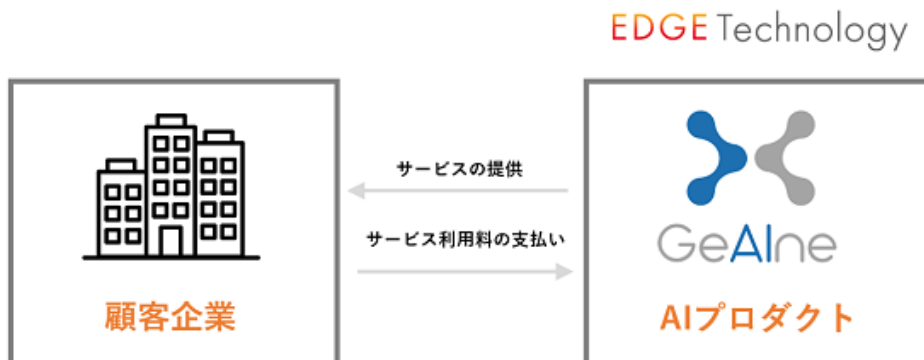 EDGE Technology
サービスの提供
サービス利用料の支払い
GeAIne
顧客企業
AIプロダクト